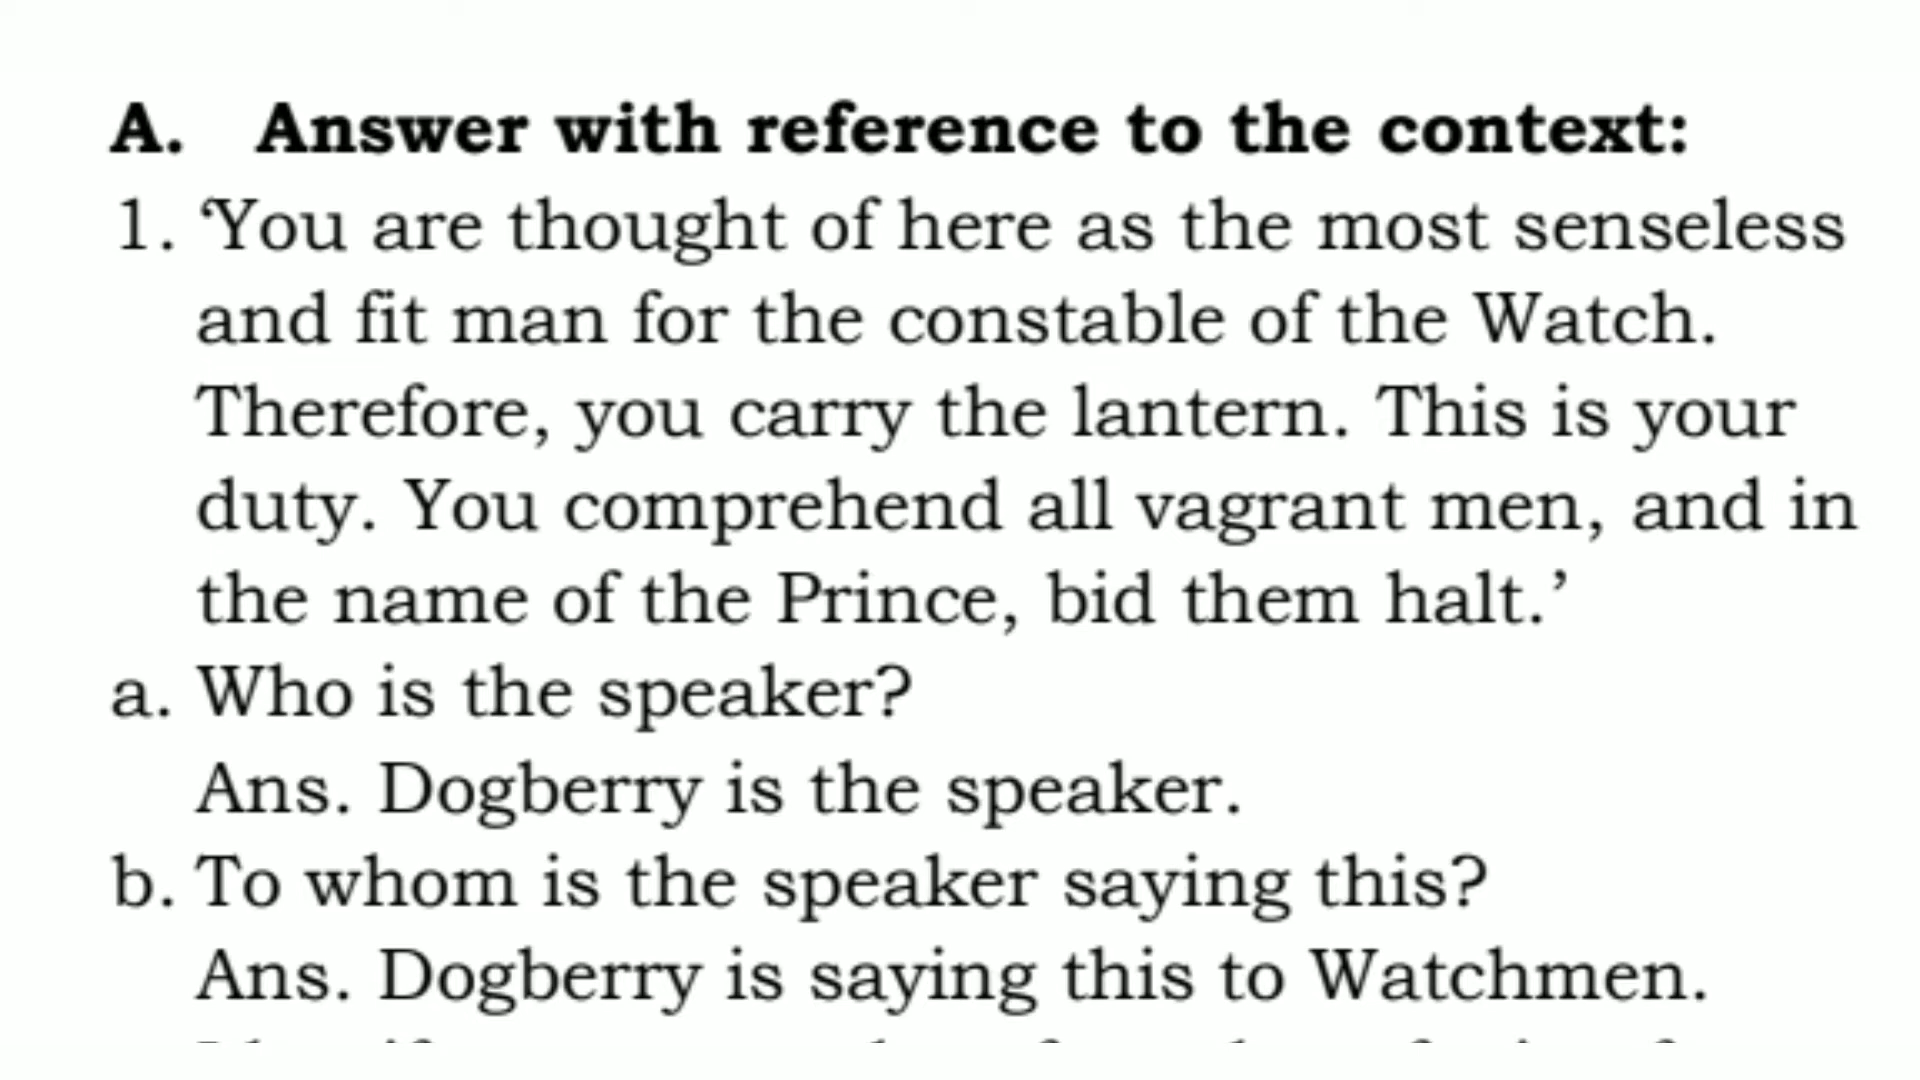 A. Answer with reference to the context:
1. ‘You are thought of here as the most senseless
and fit man for the constable of the Watch.
Therefore, you carry the lantern. This is your
duty. You comprehend all vagrant men, and in
the name of the Prince, bid them halt.’
a. Who is the speaker?
Ans. Dogberry is the speaker.
b. To whom is the speaker saying this?
Ans. Dogberry is saying this to Watchmen.